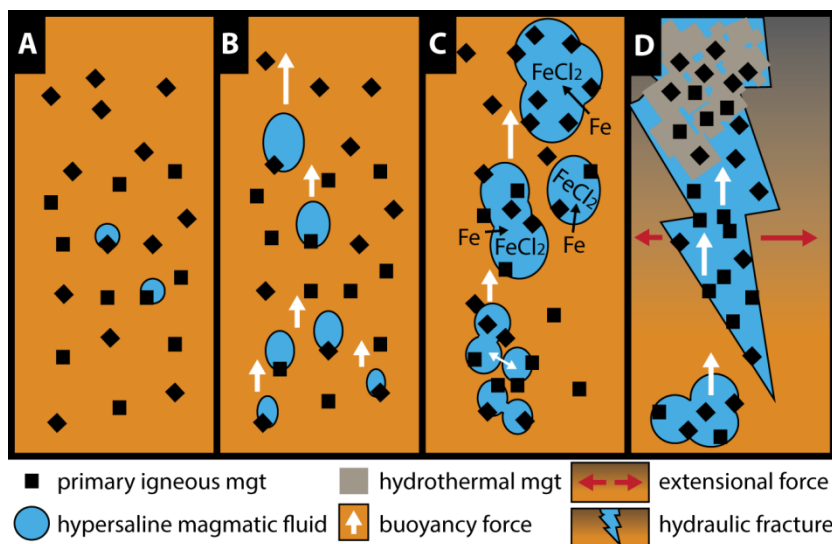 A
B
C
D
FeCl2
Fe
FeCl2
Fe
FeCl2
Fe
primary igneous mgt
hydrothermal mgt
extensional force
hypersaline magmatic fluid
buoyancy force
hydraulic fracture